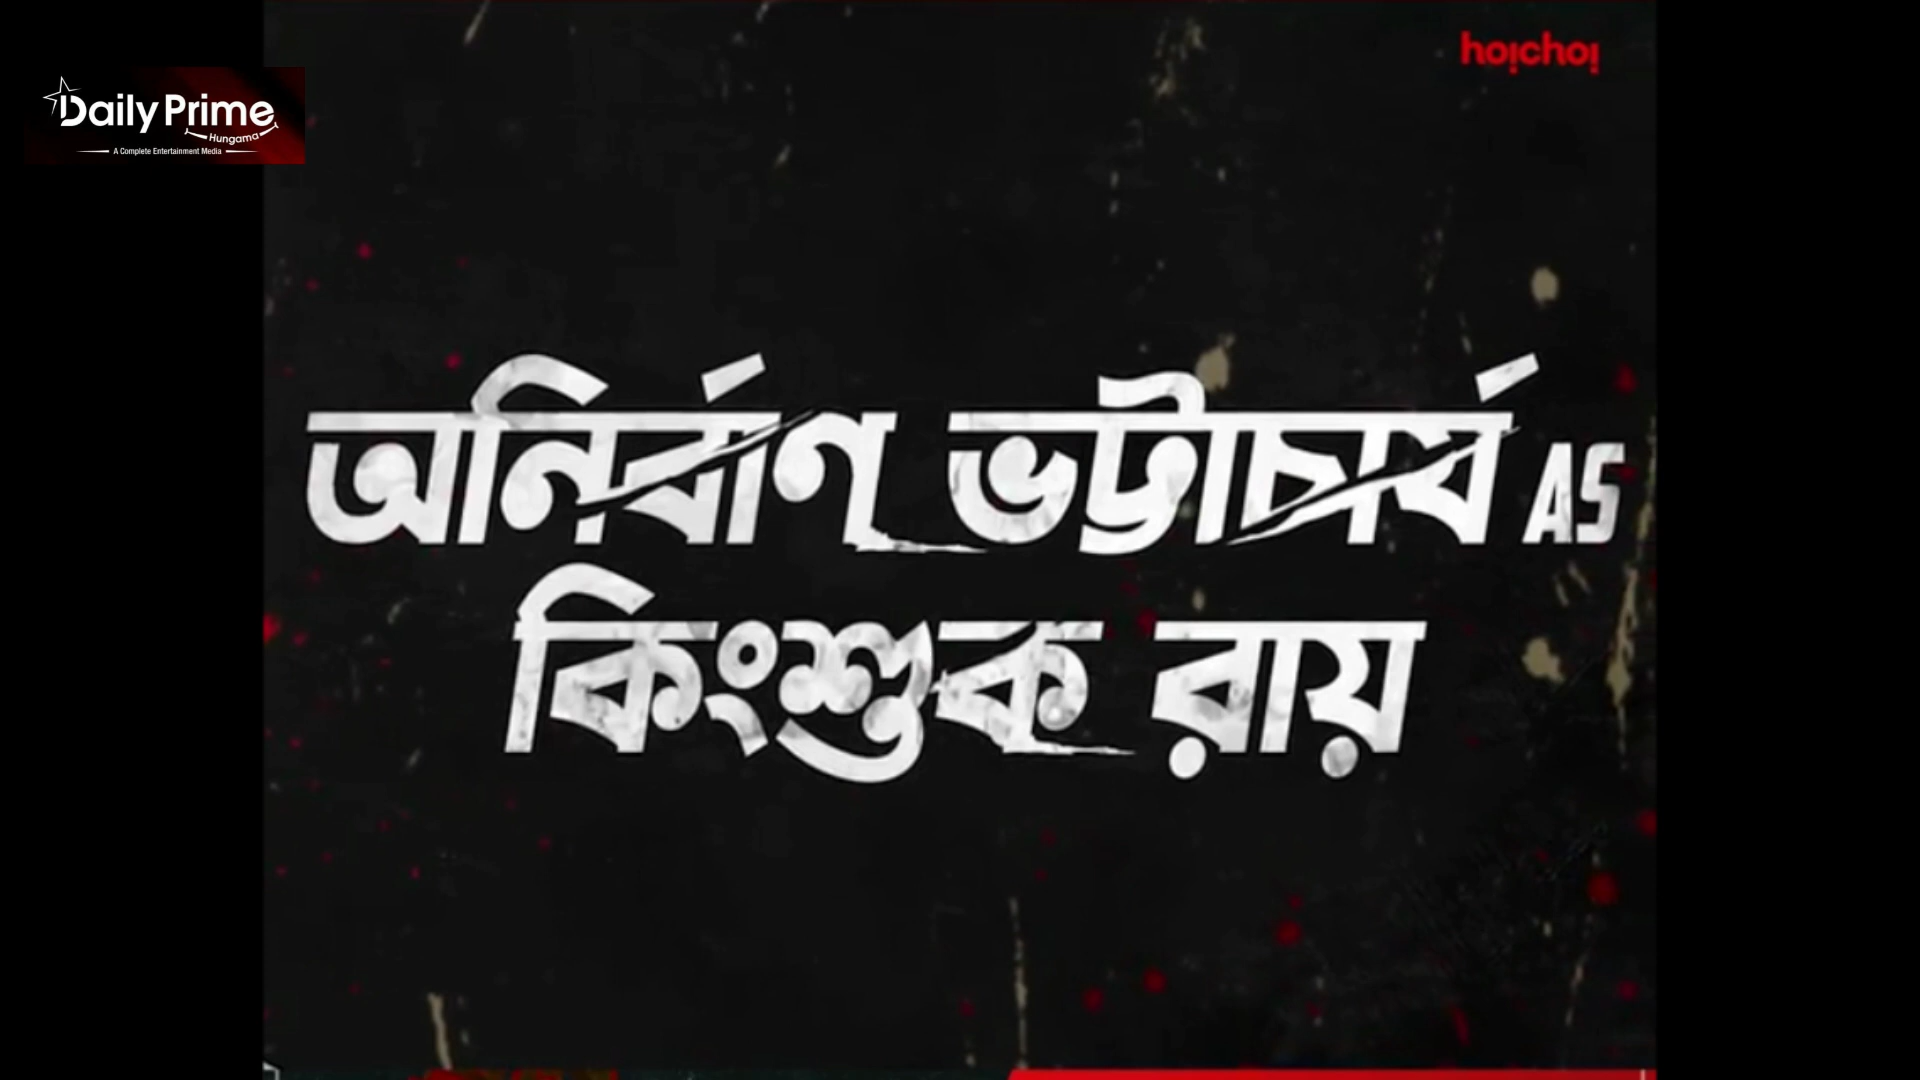 hoichoi
Daily Prime
Hungama
A Complete Entertainment Media
অনির্বাণ ভট্টাচার্য AS
কিংশুক রায়